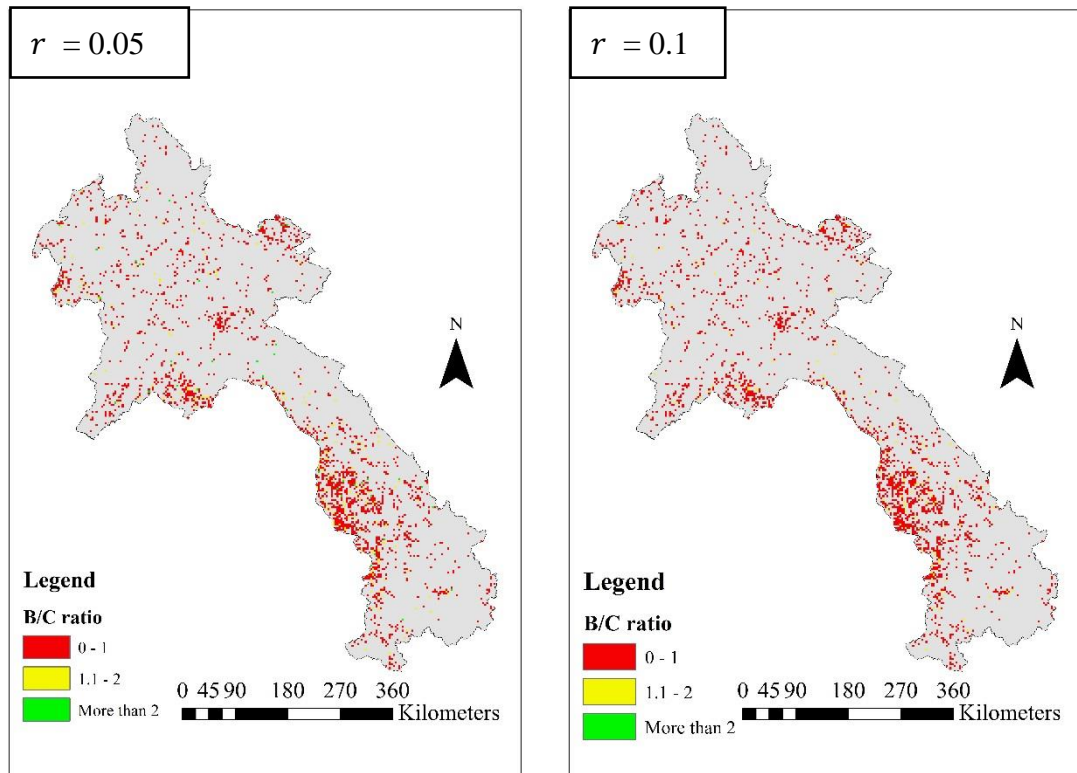 r = 0.05
N
Legend
B/C ratio
0 - 1
1.1 - 2
More than 2
0 45 90 180 270 360
Kilometers
r = 0.1
N
Legend
B/C ratio
0 - 1
1.1 - 2
More than 2
0 45 90 180 270 360
Kilometers